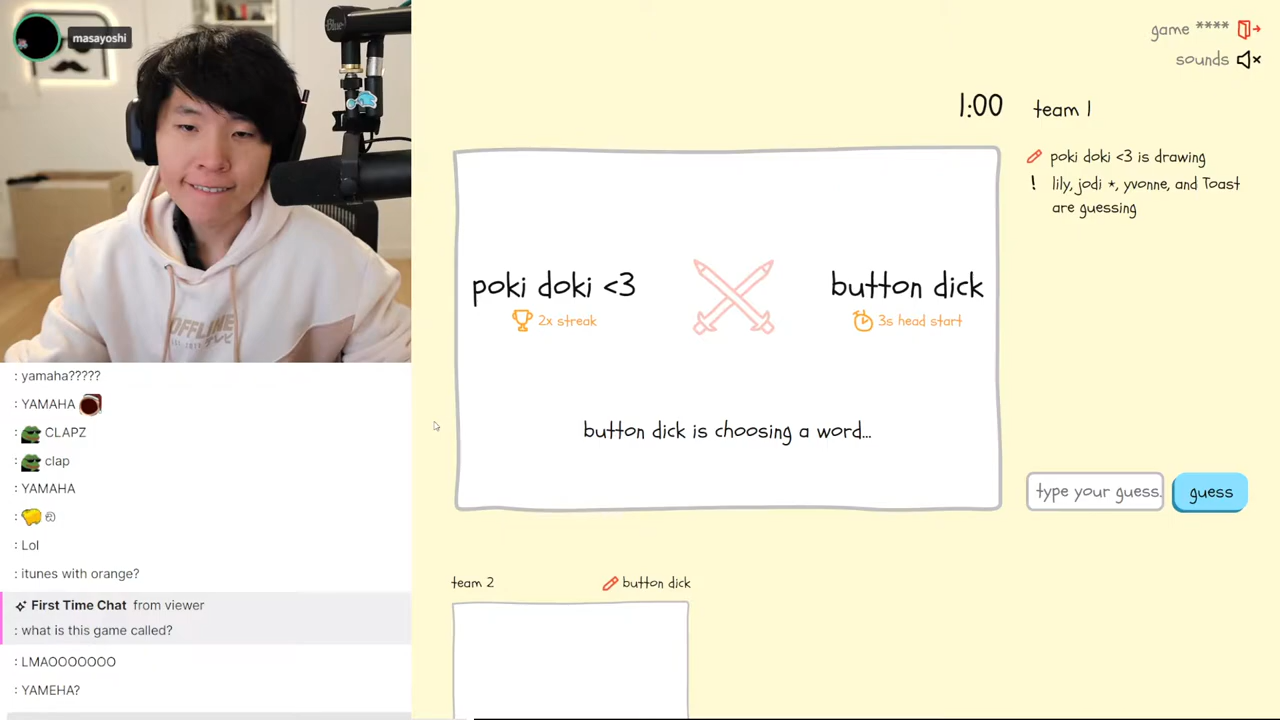 masayoshi
Blue
OFFLINE
: yamaha?????
: YAMAHA
: CLAPZ
: clap
: YAMAHA
: ඞ
: Lol
: itunes with orange?
First Time Chat from viewer
: what is this game called?
: LMAOOOOOOO
: YAMEHA?
game ****
sounds
1:00
team 1
poki doki <3 is drawing
! lily, jodi ★, yvonne, and Toast
are guessing
poki doki <3
2x streak
button dick
3s head start
button dick is choosing a word...
type your guess.
guess
team 2
button dick